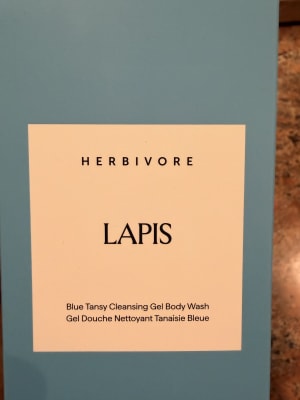 HERBIVORE
LAPIS
Blue Tansy Cleansing Gel Body Wash
Gel Douche Nettoyant Tanaisie Bleue